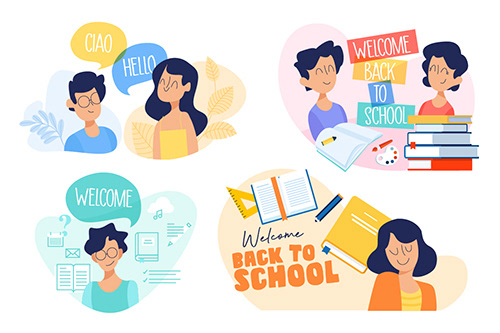 CIAO
HELLO
WELCOME
BACK
TO
SCHOOL
WELCOME
Welcome
BACK TO
SCHOOL